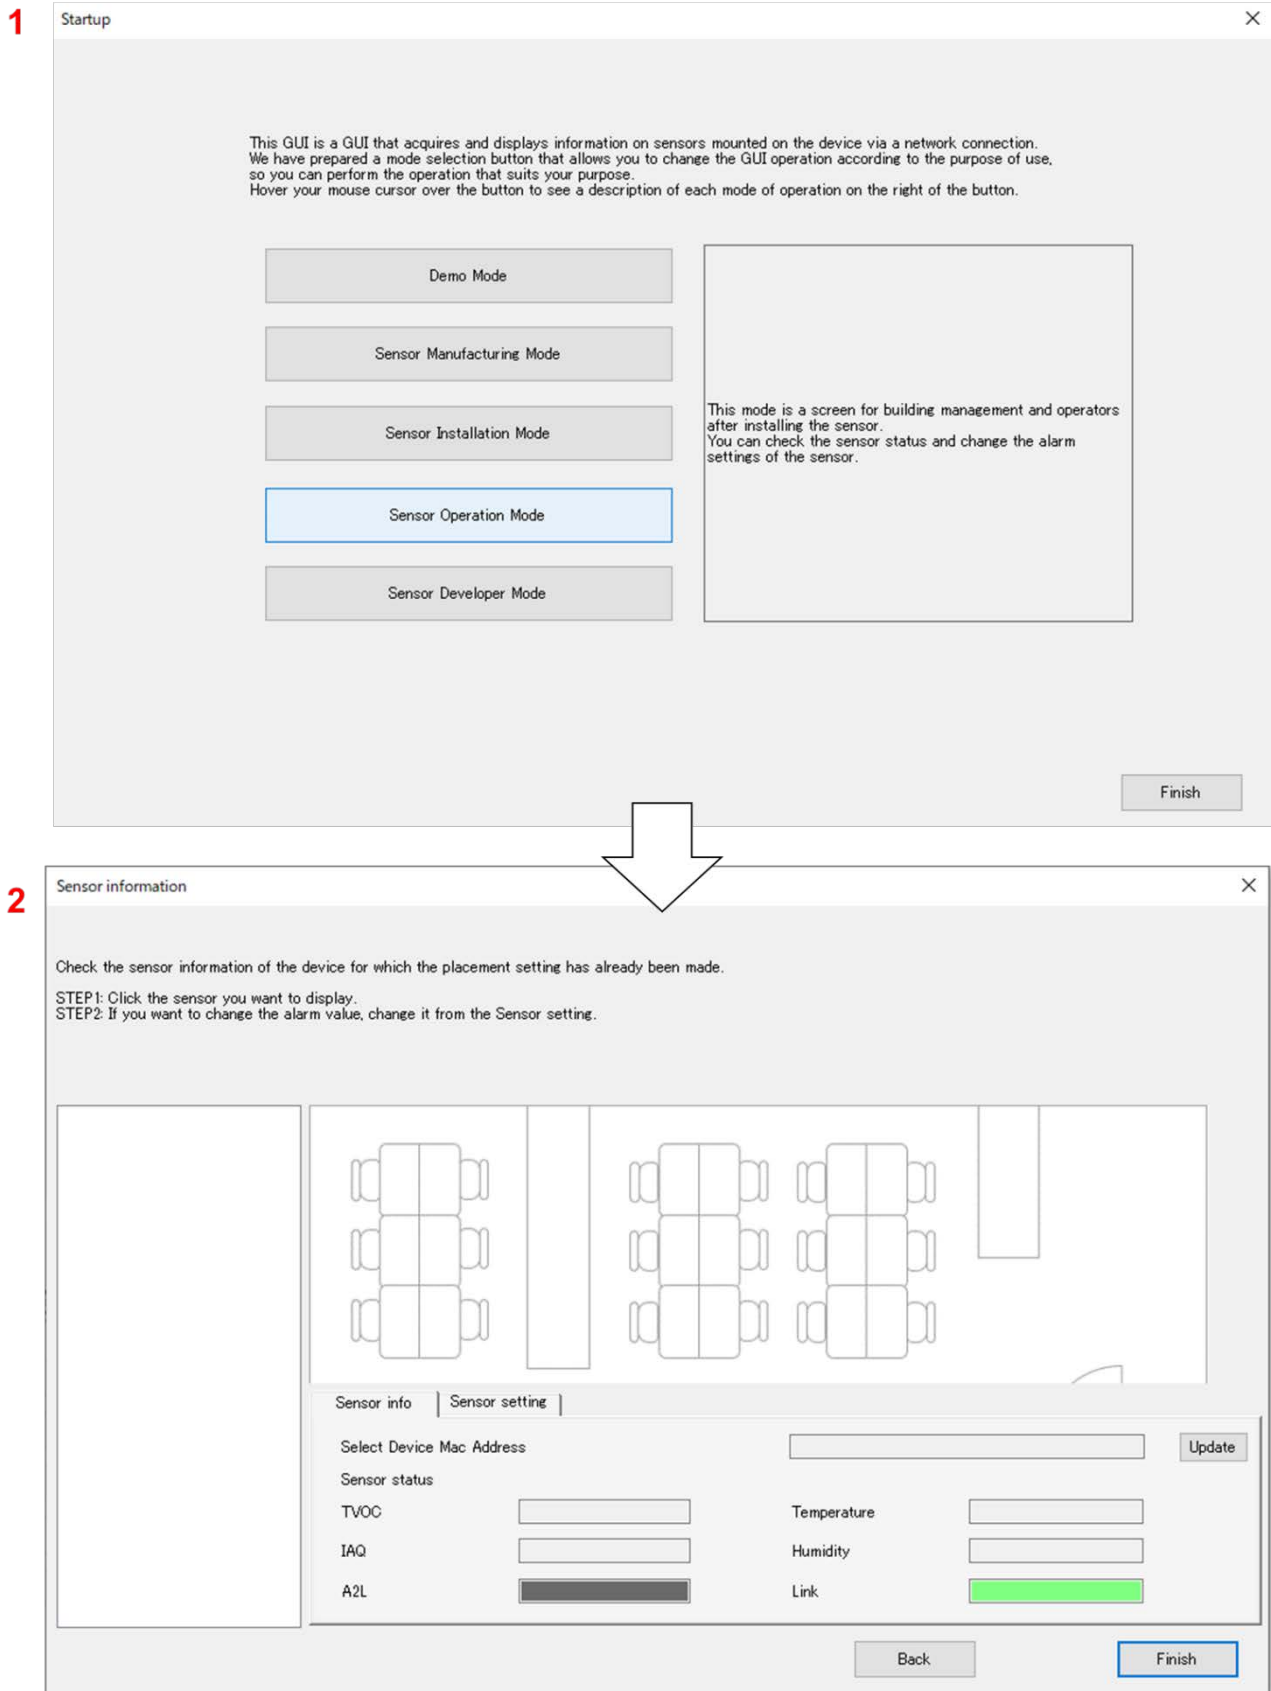 1
Startup
This GUI is a GUI that acquires and displays information on sensors mounted on the device via a network connection.
We have prepared a mode selection button that allows you to change the GUI operation according to the purpose of use,
so you can perform the operation that suits your purpose.
Hover your mouse cursor over the button to see a description of each mode of operation on the right of the button.
Demo Mode
Sensor Manufacturing Mode
Sensor Installation Mode
Sensor Operation Mode
Sensor Developer Mode
This mode is a screen for building management and operators
after installing the sensor.
You can check the sensor status and change the alarm
settings of the sensor.
Finish
2
Sensor information
Check the sensor information of the device for which the placement setting has already been made.
STEP1: Click the sensor you want to display.
STEP2: If you want to change the alarm value, change it from the Sensor setting.
Sensor info
Sensor setting
Select Device Mac Address
Update
Sensor status
TVOC
Temperature
IAQ
Humidity
A2L
Link
Back
Finish